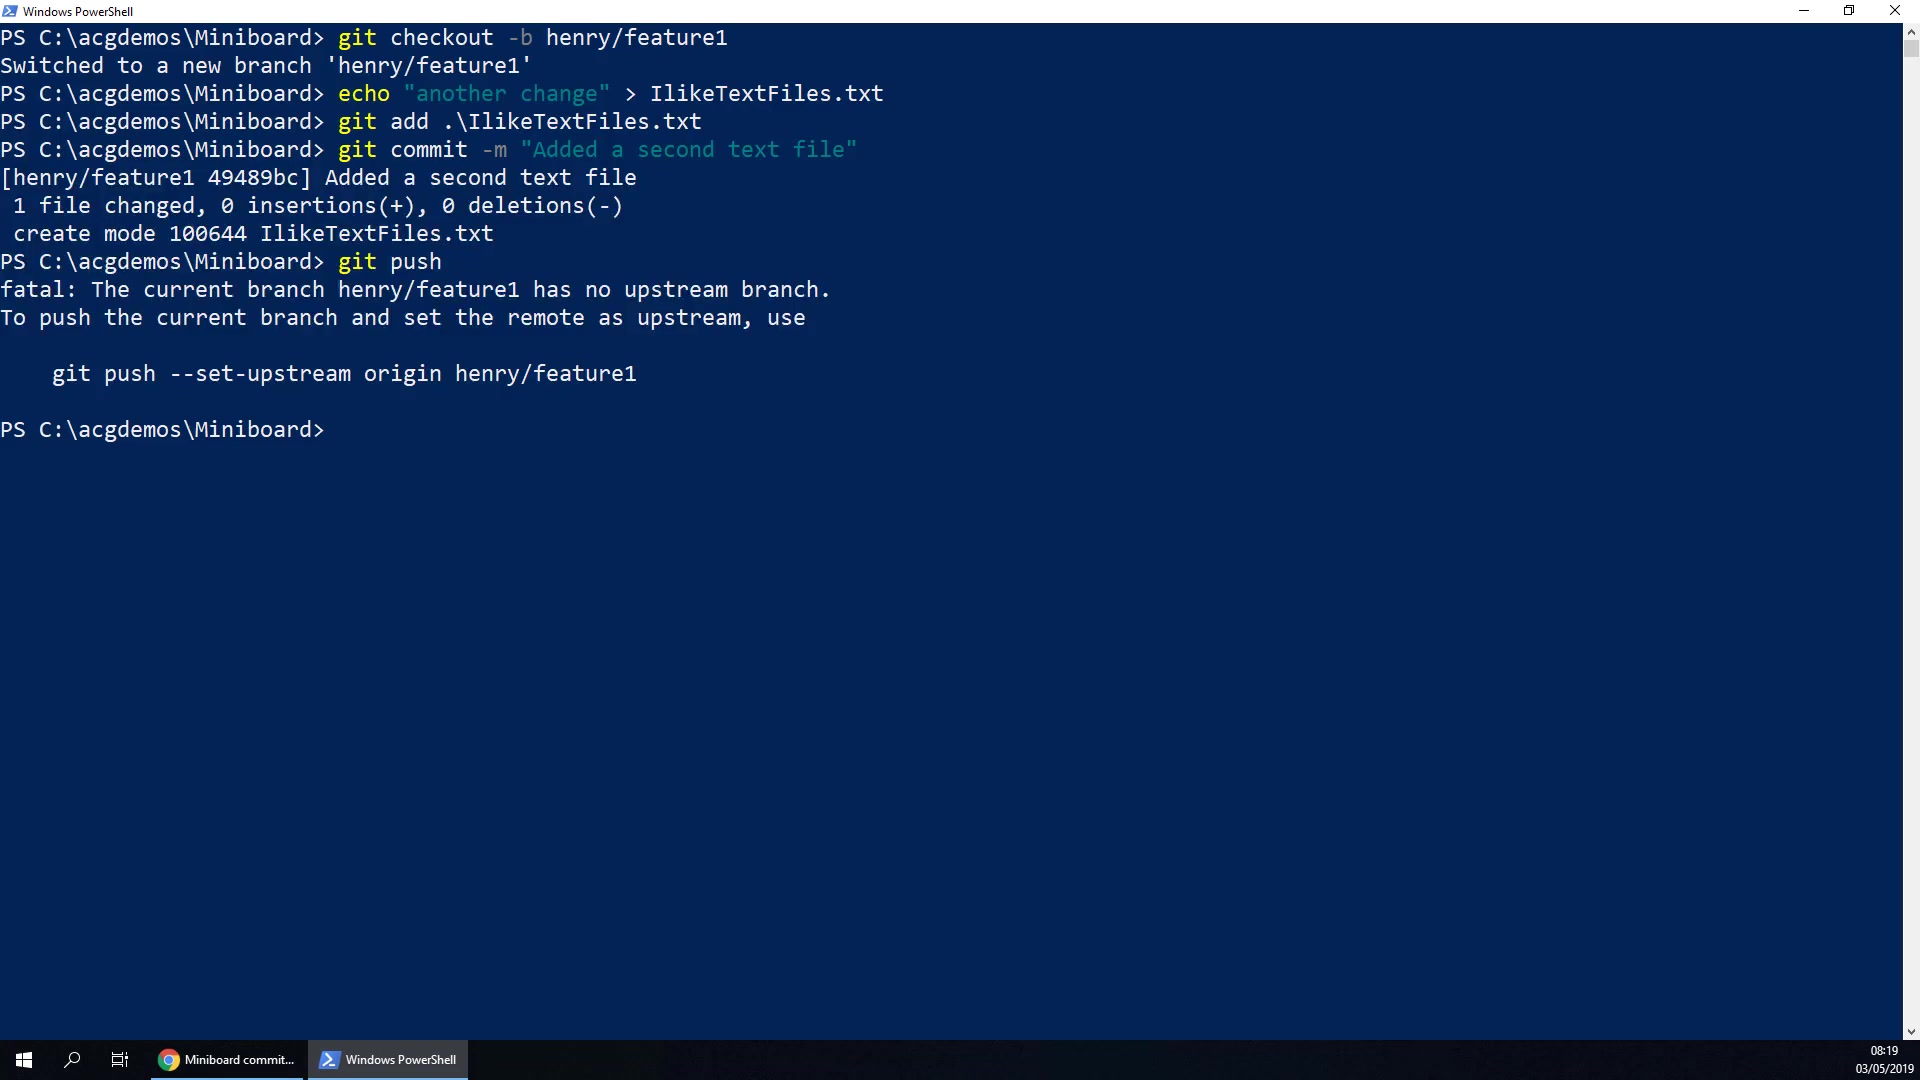 Windows PowerShell
PS C:\acgdemos\Miniboard> git checkout -b henry/feature1
Switched to a new branch 'henry/feature1'
PS C:\acgdemos\Miniboard> echo "another change" > IlikeTextFiles.txt
PS C:\acgdemos\Miniboard> git add .\IlikeTextFiles.txt
PS C:\acgdemos\Miniboard> git commit -m "Added a second text file"
[henry/feature1 49489bc] Added a second text file
 1 file changed, 0 insertions(+), 0 deletions(-)
 create mode 100644 IlikeTextFiles.txt
PS C:\acgdemos\Miniboard> git push
fatal: The current branch henry/feature1 has no upstream branch.
To push the current branch and set the remote as upstream, use
    git push --set-upstream origin henry/feature1
PS C:\acgdemos\Miniboard>
Miniboard commit...
Windows PowerShell
08:19
03/05/2019